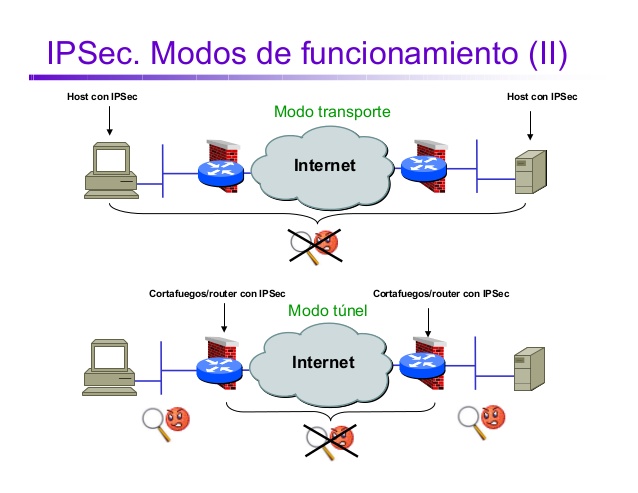 IPSec. Modos de funcionamiento (II)
Host con IPSec
Host con IPSec
Modo transporte
Internet
Cortafuegos/router con IPSec
Cortafuegos/router con IPSec
Modo túnel
Internet